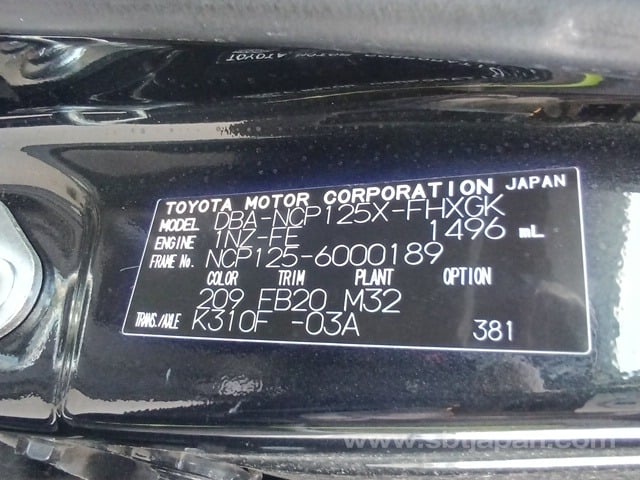 TOYOTA MOTOR CORPORATION JAPAN
MODEL DBA-NCP125X-FHXGK
ENGINE 1NZ-FE 1496 mL
FRAME No. NCP125-6000189
COLOR TRIM PLANT OPTION
209 FB20 M32
TRANS./AXLE K310F -03A 381
www.sbtjapan.com